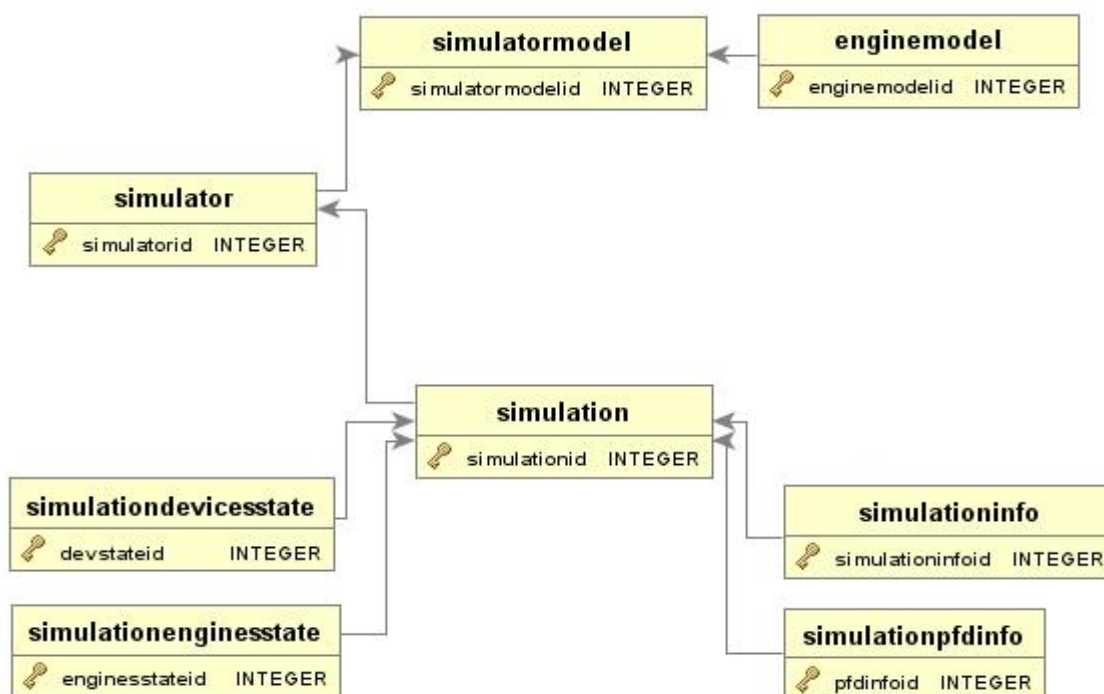 simulatormodel
simulatormodelid INTEGER
enginemodel
enginemodelid INTEGER
simulator
simulatorid INTEGER
simulation
simulationid INTEGER
simulationdevicesstate
devstateid INTEGER
simulationinfo
simulationinfoid INTEGER
simulationenginesstate
enginesstateid INTEGER
simulationpfdinfo
pfdinfoid INTEGER